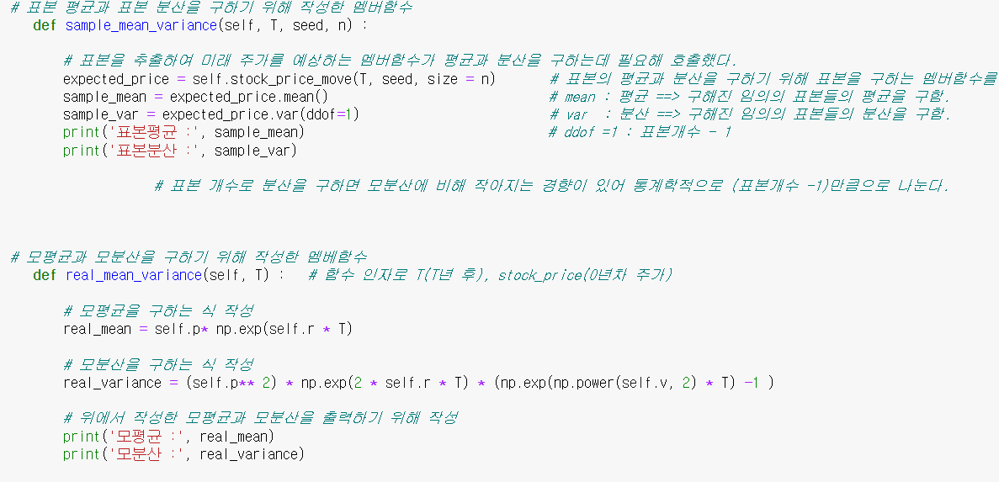 # 표본 평균과 표본 분산을 구하기 위해 작성한 멤버함수
def sample_mean_variance(self, T, seed, n) :
# 표본을 추출하여 미래 주가를 예상하는 멤버함수가 평균과 분산을 구하는데 필요해 호출했다.
expected_price = self.stock_price_move(T, seed, size = n) # 표본의 평균과 분산을 구하기 위해 표본을 구하는 멤버함수를
sample_mean = expected_price.mean() # mean : 평균 ==> 구해진 임의의 표본들의 평균을 구함.
sample_var = expected_price.var(ddof=1) # var : 분산 ==> 구해진 임의의 표본들의 분산을 구함.
print('표본평균 :', sample_mean) # ddof =1 : 표본개수 - 1
print('표본분산 :', sample_var)
# 표본 개수로 분산을 구하면 모분산에 비해 작아지는 경향이 있어 통계학적으로 (표본개수 -1)만큼으로 나눈다.
# 모평균과 모분산을 구하기 위해 작성한 멤베함수
def real_mean_variance(self, T) : # 함수 인자로 T(T년 후), stock_price(0년차 주가)
# 모평균을 구하는 식 작성
real_mean = self.p* np.exp(self.r * T)
# 모분산을 구하는 식 작성
real_variance = (self.p** 2) * np.exp(2 * self.r * T) * (np.exp(np.power(self.v, 2) * T) -1 )
# 위에서 작성한 모평균과 모분산을 출력하기 위해 작성
print('모평균 :', real_mean)
print('모분산 :', real_variance)